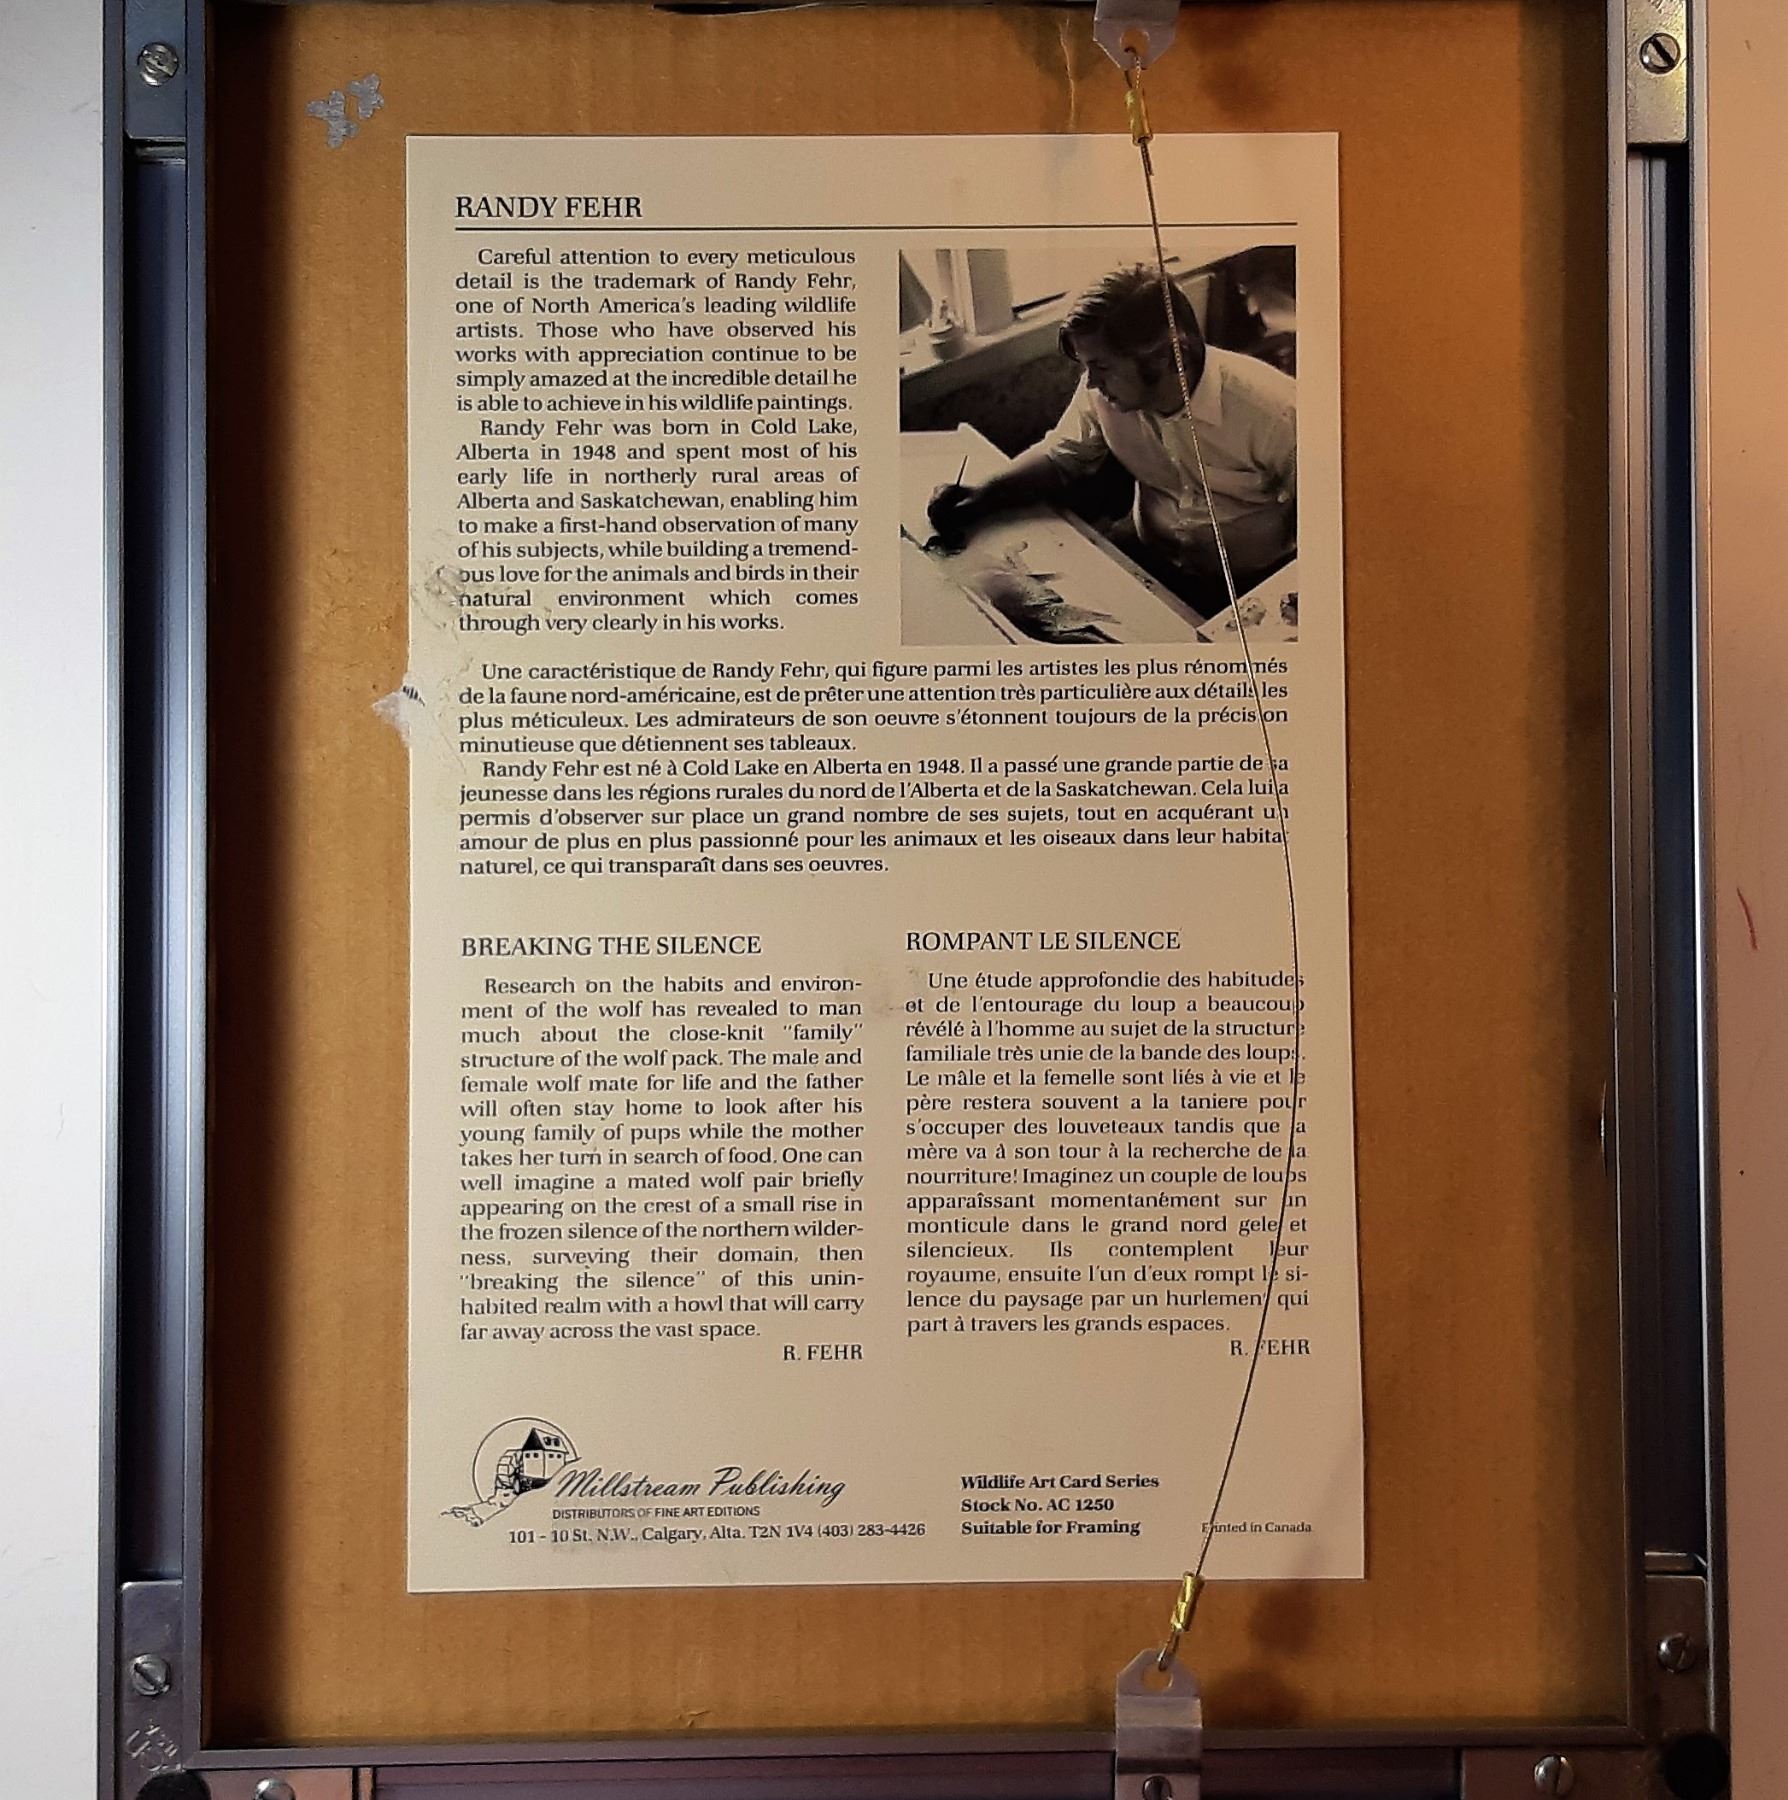 RANDY FEHR
Careful attention to every meticulous
detail is the trademark of Randy Fehr,
one of North America's leading wildlife
artists. Those who have observed his
works with appreciation continue to be
simply amazed at the incredible detail he
is able to achieve in his wildlife paintings.
Randy Fehr was born in Cold Lake,
Alberta in 1948 and spent most of his
early life in northerly rural areas of
Alberta and Saskatchewan, enabling him
to make a first-hand observation of many
of his subjects, while building a tremend-
ous love for the animals and birds in their
natural environment which comes
through very clearly in his works.
Une caractéristique de Randy Fehr, qui figure parmi les artistes les plus rénommés
de la faune nord-américaine, est de prêter une attention très particulière aux détails les
plus méticuleux. Les admirateurs de son oeuvre s'étonnent toujours de la précision
minutieuse que détiennent ses tableaux.
Randy Fehr est né à Cold Lake en Alberta en 1948. Il a passé une grande partie de sa
jeunesse dans les régions rurales du nord de l'Alberta et de la Saskatchewan. Cela lui a
permis d'observer sur place un grand nombre de ses sujets, tout en acquérant un
amour de plus en plus passionné pour les animaux et les oiseaux dans leur habitat
naturel, ce qui transparaît dans ses oeuvres.
BREAKING THE SILENCE
Research on the habits and environ-
ment of the wolf has revealed to man
much about the close-knit "family"
structure of the wolf pack. The male and
female wolf mate for life and the father
will often stay home to look after his
young family of pups while the mother
takes her turn in search of food. One can
well imagine a mated wolf pair briefly
appearing on the crest of a small rise in
the frozen silence of the northern wilder-
ness, surveying their domain, then
"breaking the silence" of this unin-
habited realm with a howl that will carry
far away across the vast space.
R. FEHR
ROMPANT LE SILENCE
Une étude approfondie des habitudes
et de l'entourage du loup a beaucoup
révélé à l'homme au sujet de la structure
familiale très unie de la bande des loups.
Le mâle et la femelle sont liés à vie et le
père restera souvent a la taniere pour
s'occuper des louveteaux tandis que la
mère va à son tour à la recherche de la
nourriture! Imaginez un couple de loups
apparaîssant momentanément sur un
monticule dans le grand nord gele et
silencieux. Ils contemplent leur
royaume, ensuite l'un d'eux rompt le si-
lence du paysage par un hurlement qui
part à travers les grands espaces.
R. FEHR
Millstream Publishing
DISTRIBUTORS OF FINE ART EDITIONS
101 - 10 St. N.W., Calgary, Alta. T2N 1V4 (403) 283-4426
Wildlife Art Card Series
Stock No. AC 1250
Suitable for Framing
Printed in Canada